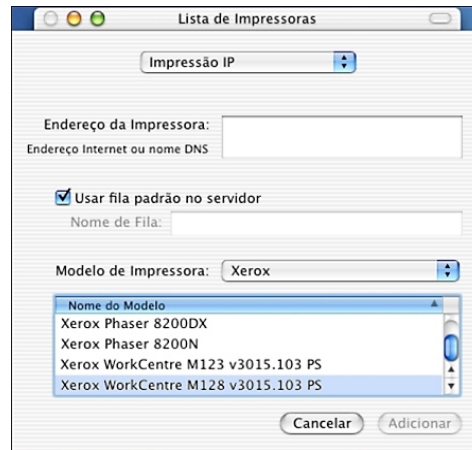 Lista de Impressoras
Impressão IP
Endereço da Impressora:
Endereço Internet ou nome DNS
Usar fila padrão no servidor
Nome de Fila:
Modelo de Impressora: Xerox
Nome do Modelo
Xerox Phaser 8200DX
Xerox Phaser 8200N
Xerox WorkCentre M123 v3015.103 PS
Xerox WorkCentre M128 v3015.103 PS
Cancelar Adicionar